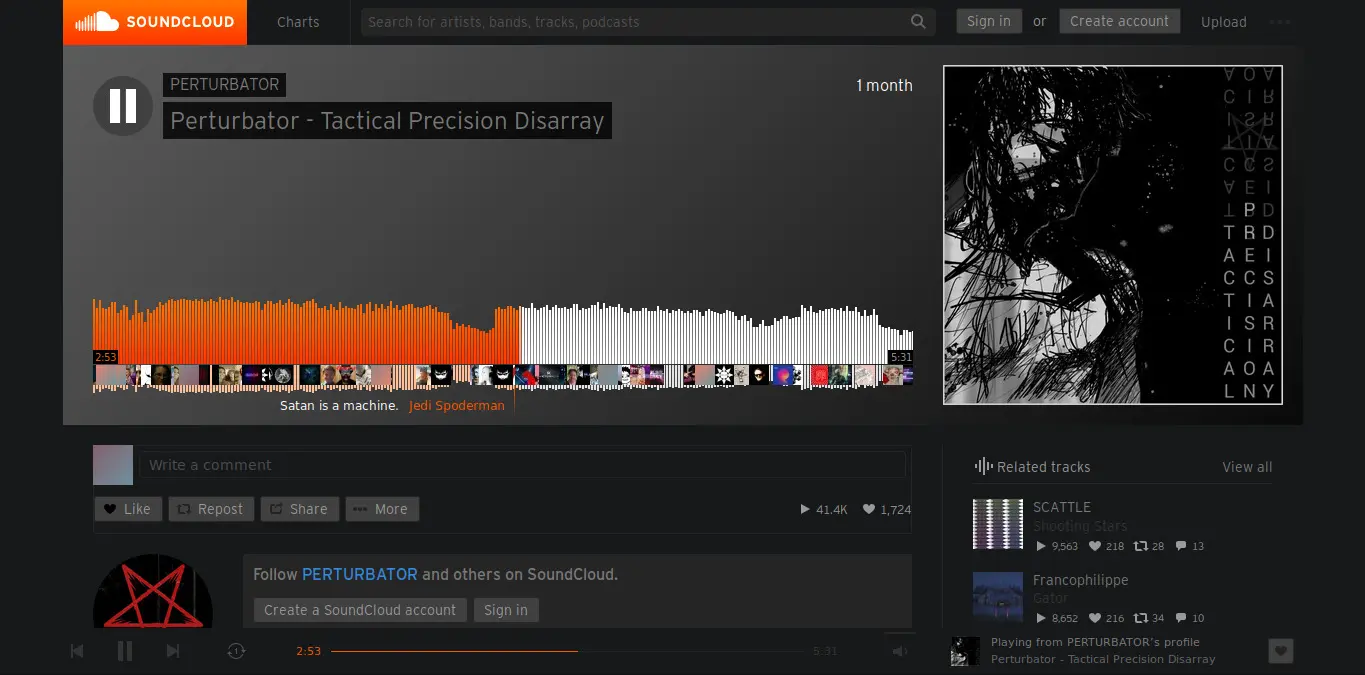 SOUNDCLOUD
Charts
Search for artists, bands, tracks, podcasts
Sign in or Create account
Upload
PERTURBATOR
Perturbator - Tactical Precision Disarray
1 month
2:53
5:31
Satan is a machine. Jedi Spoderman
TACTICAL
PRECISION
DISARRAY
Write a comment
Like
Repost
Share
More
41.4K
1,724
Follow PERTURBATOR and others on SoundCloud.
Create a SoundCloud account
Sign in
Related tracks
View all
SCATTLE
Shooting Stars
9,563 218 28 13
Francophilippe
Gator
8,652 216 34 10
1
2:53
5:31
Playing from PERTURBATOR's profile
Perturbator - Tactical Precision Disarray